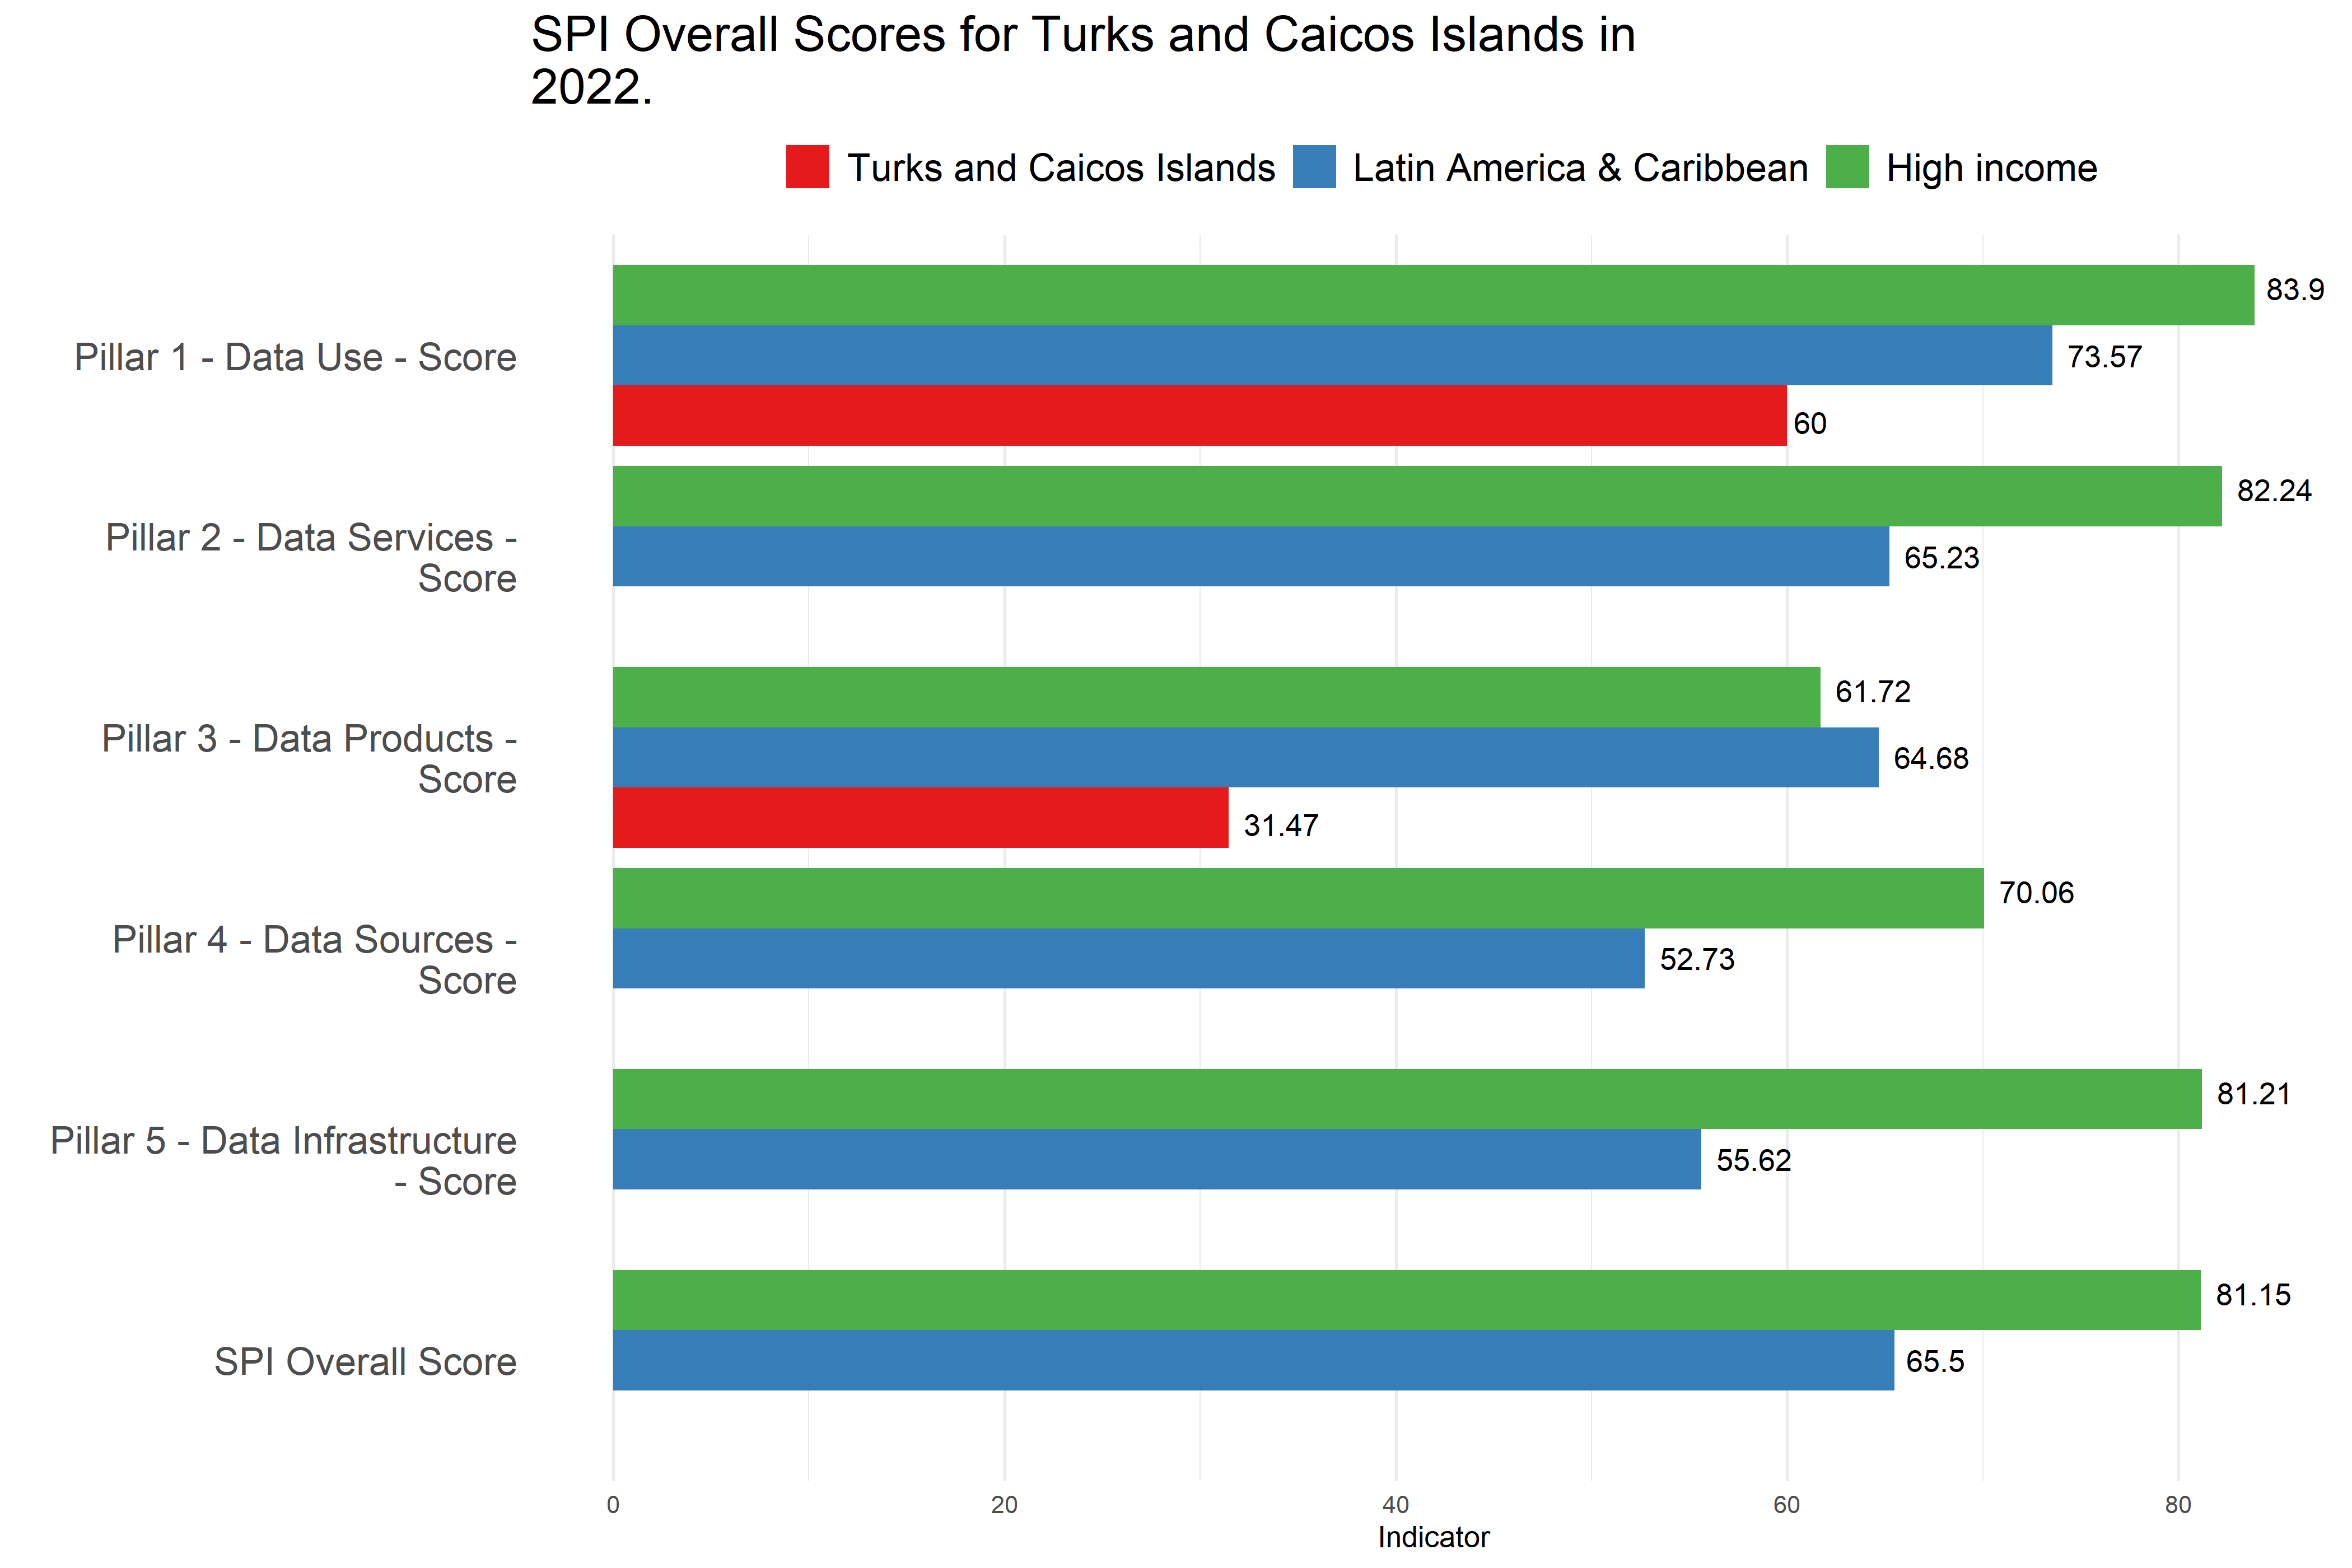 SPI Overall Scores for Turks and Caicos Islands in
2022.
Turks and Caicos Islands Latin America & Caribbean High income
83.9
Pillar 1 - Data Use - Score
73.57
60
82.24
Pillar 2 - Data Services -
Score
65.23
61.72
Pillar 3 - Data Products -
Score
64.68
31.47
70.06
Pillar 4 - Data Sources -
Score
52.73
81.21
Pillar 5 - Data Infrastructure
- Score
55.62
81.15
SPI Overall Score
65.5
0 20 40 60 80
Indicator